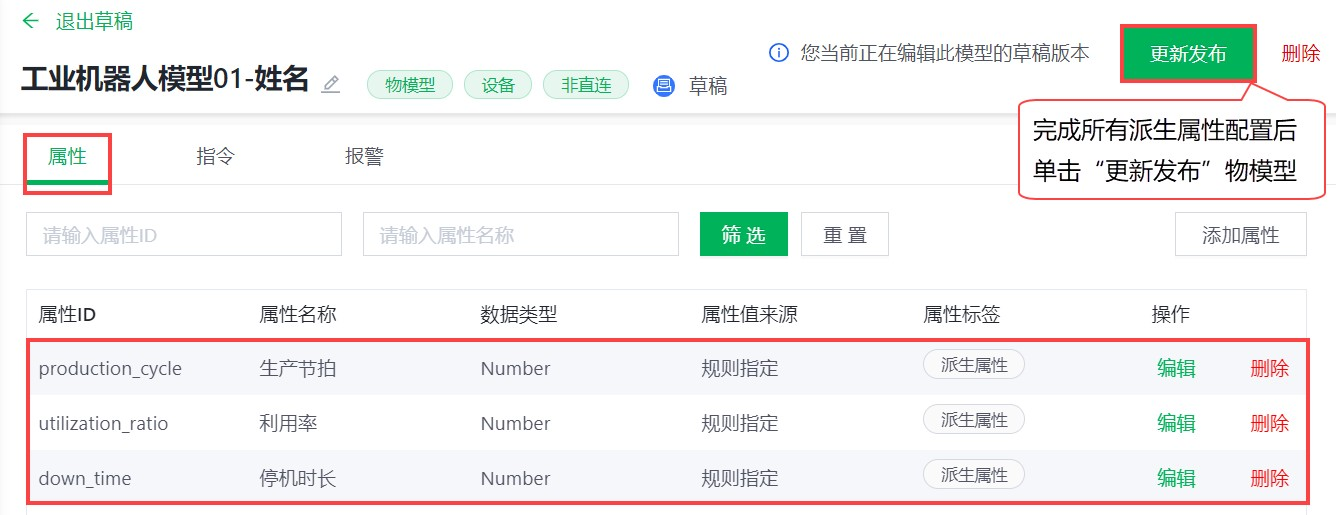 退出草稿
您当前正在编辑此模型的草稿版本 更新发布 删除
工业机器人模型01-姓名 物模型 设备 非直连 草稿
完成所有派生属性配置后
单击“更新发布”物模型
属性 指令 报警
请输入属性ID 请输入属性名称 筛选 重置 添加属性
属性ID 属性名称 数据类型 属性值来源 属性标签 操作
production_cycle 生产节拍 Number 规则指定 派生属性 编辑 删除
utilization_ratio 利用率 Number 规则指定 派生属性 编辑 删除
down_time 停机时长 Number 规则指定 派生属性 编辑 删除